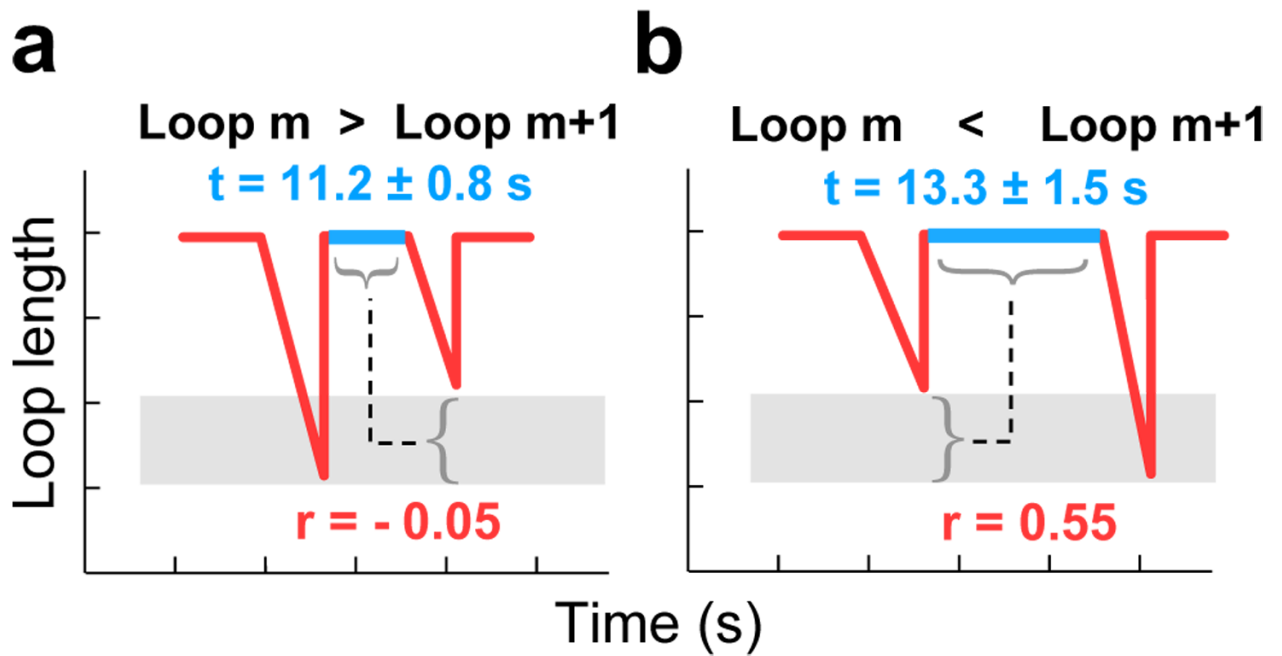 a
Loop m > Loop m+1
t = 11.2 ± 0.8 s
r = - 0.05
b
Loop m < Loop m+1
t = 13.3 ± 1.5 s
r = 0.55
Loop length
Time (s)